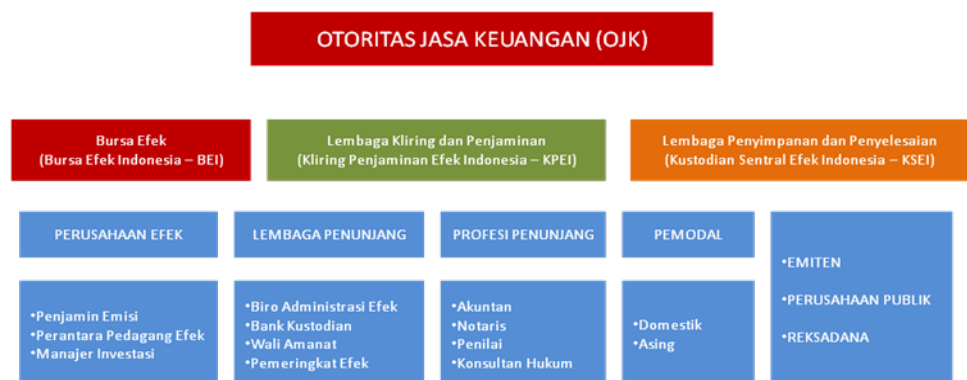 OTORITAS JASA KEUANGAN (OJK)
Bursa Efek
(Bursa Efek Indonesia – BEI)
Lembaga Kliring dan Penjaminan
(Kliring Penjaminan Efek Indonesia – KPEI)
Lembaga Penyimpanan dan Penyelesaian
(Kustodian Sentral Efek Indonesia – KSEI)
PERUSAHAAN EFEK
•Penjamin Emisi
•Perantara Pedagang Efek
•Manajer Investasi
LEMBAGA PENUNJANG
•Biro Administrasi Efek
•Bank Kustodian
•Wali Amanat
•Pemeringkat Efek
PROFESI PENUNJANG
•Akuntan
•Notaris
•Penilai
•Konsultan Hukum
PEMODAL
•Domestik
•Asing
•EMITEN
•PERUSAHAAN PUBLIK
•REKSADANA